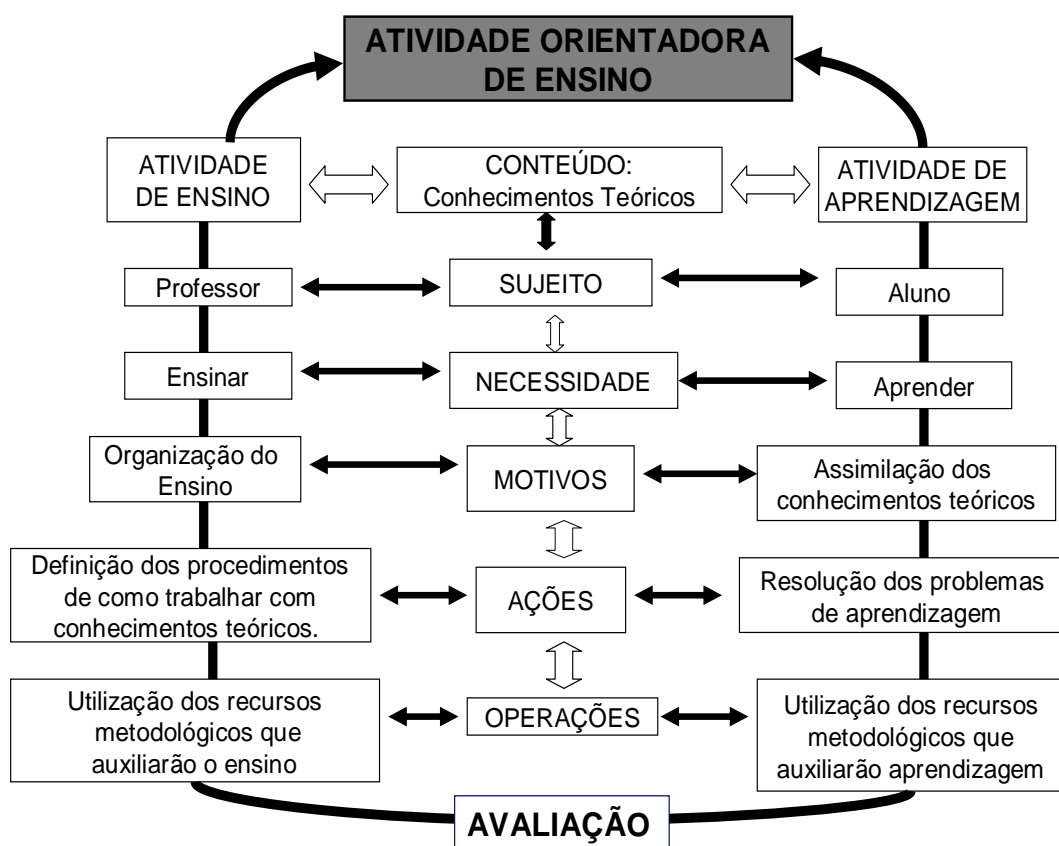 ATIVIDADE ORIENTADORA
DE ENSINO
ATIVIDADE
DE ENSINO
CONTEÚDO:
Conhecimentos Teóricos
ATIVIDADE DE
APRENDIZAGEM
Professor
SUJEITO
Aluno
Ensinar
NECESSIDADE
Aprender
Organização do
Ensino
MOTIVOS
Assimilação dos
conhecimentos teóricos
Definição dos procedimentos
de como trabalhar com
conhecimentos teóricos.
AÇÕES
Resolução dos problemas
de aprendizagem
Utilização dos recursos
metodológicos que
auxiliarão o ensino
OPERAÇÕES
Utilização dos recursos
metodológicos que
auxiliarão aprendizagem
AVALIAÇÃO